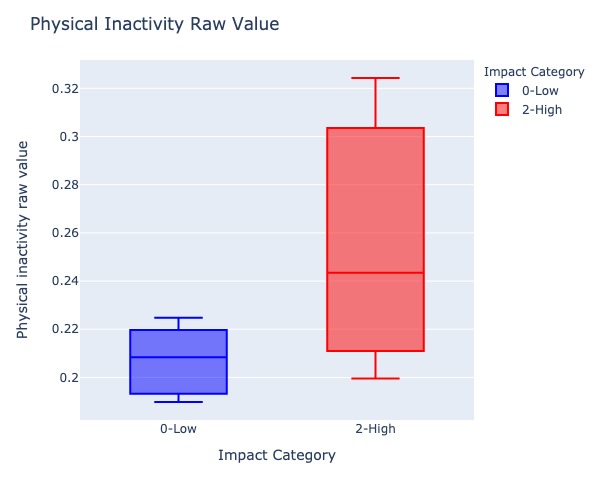 Physical Inactivity Raw Value
Impact Category
0-Low
2-High
Physical inactivity raw value
0.32
0.3
0.28
0.26
0.24
0.22
0.2
0-Low
2-High
Impact Category